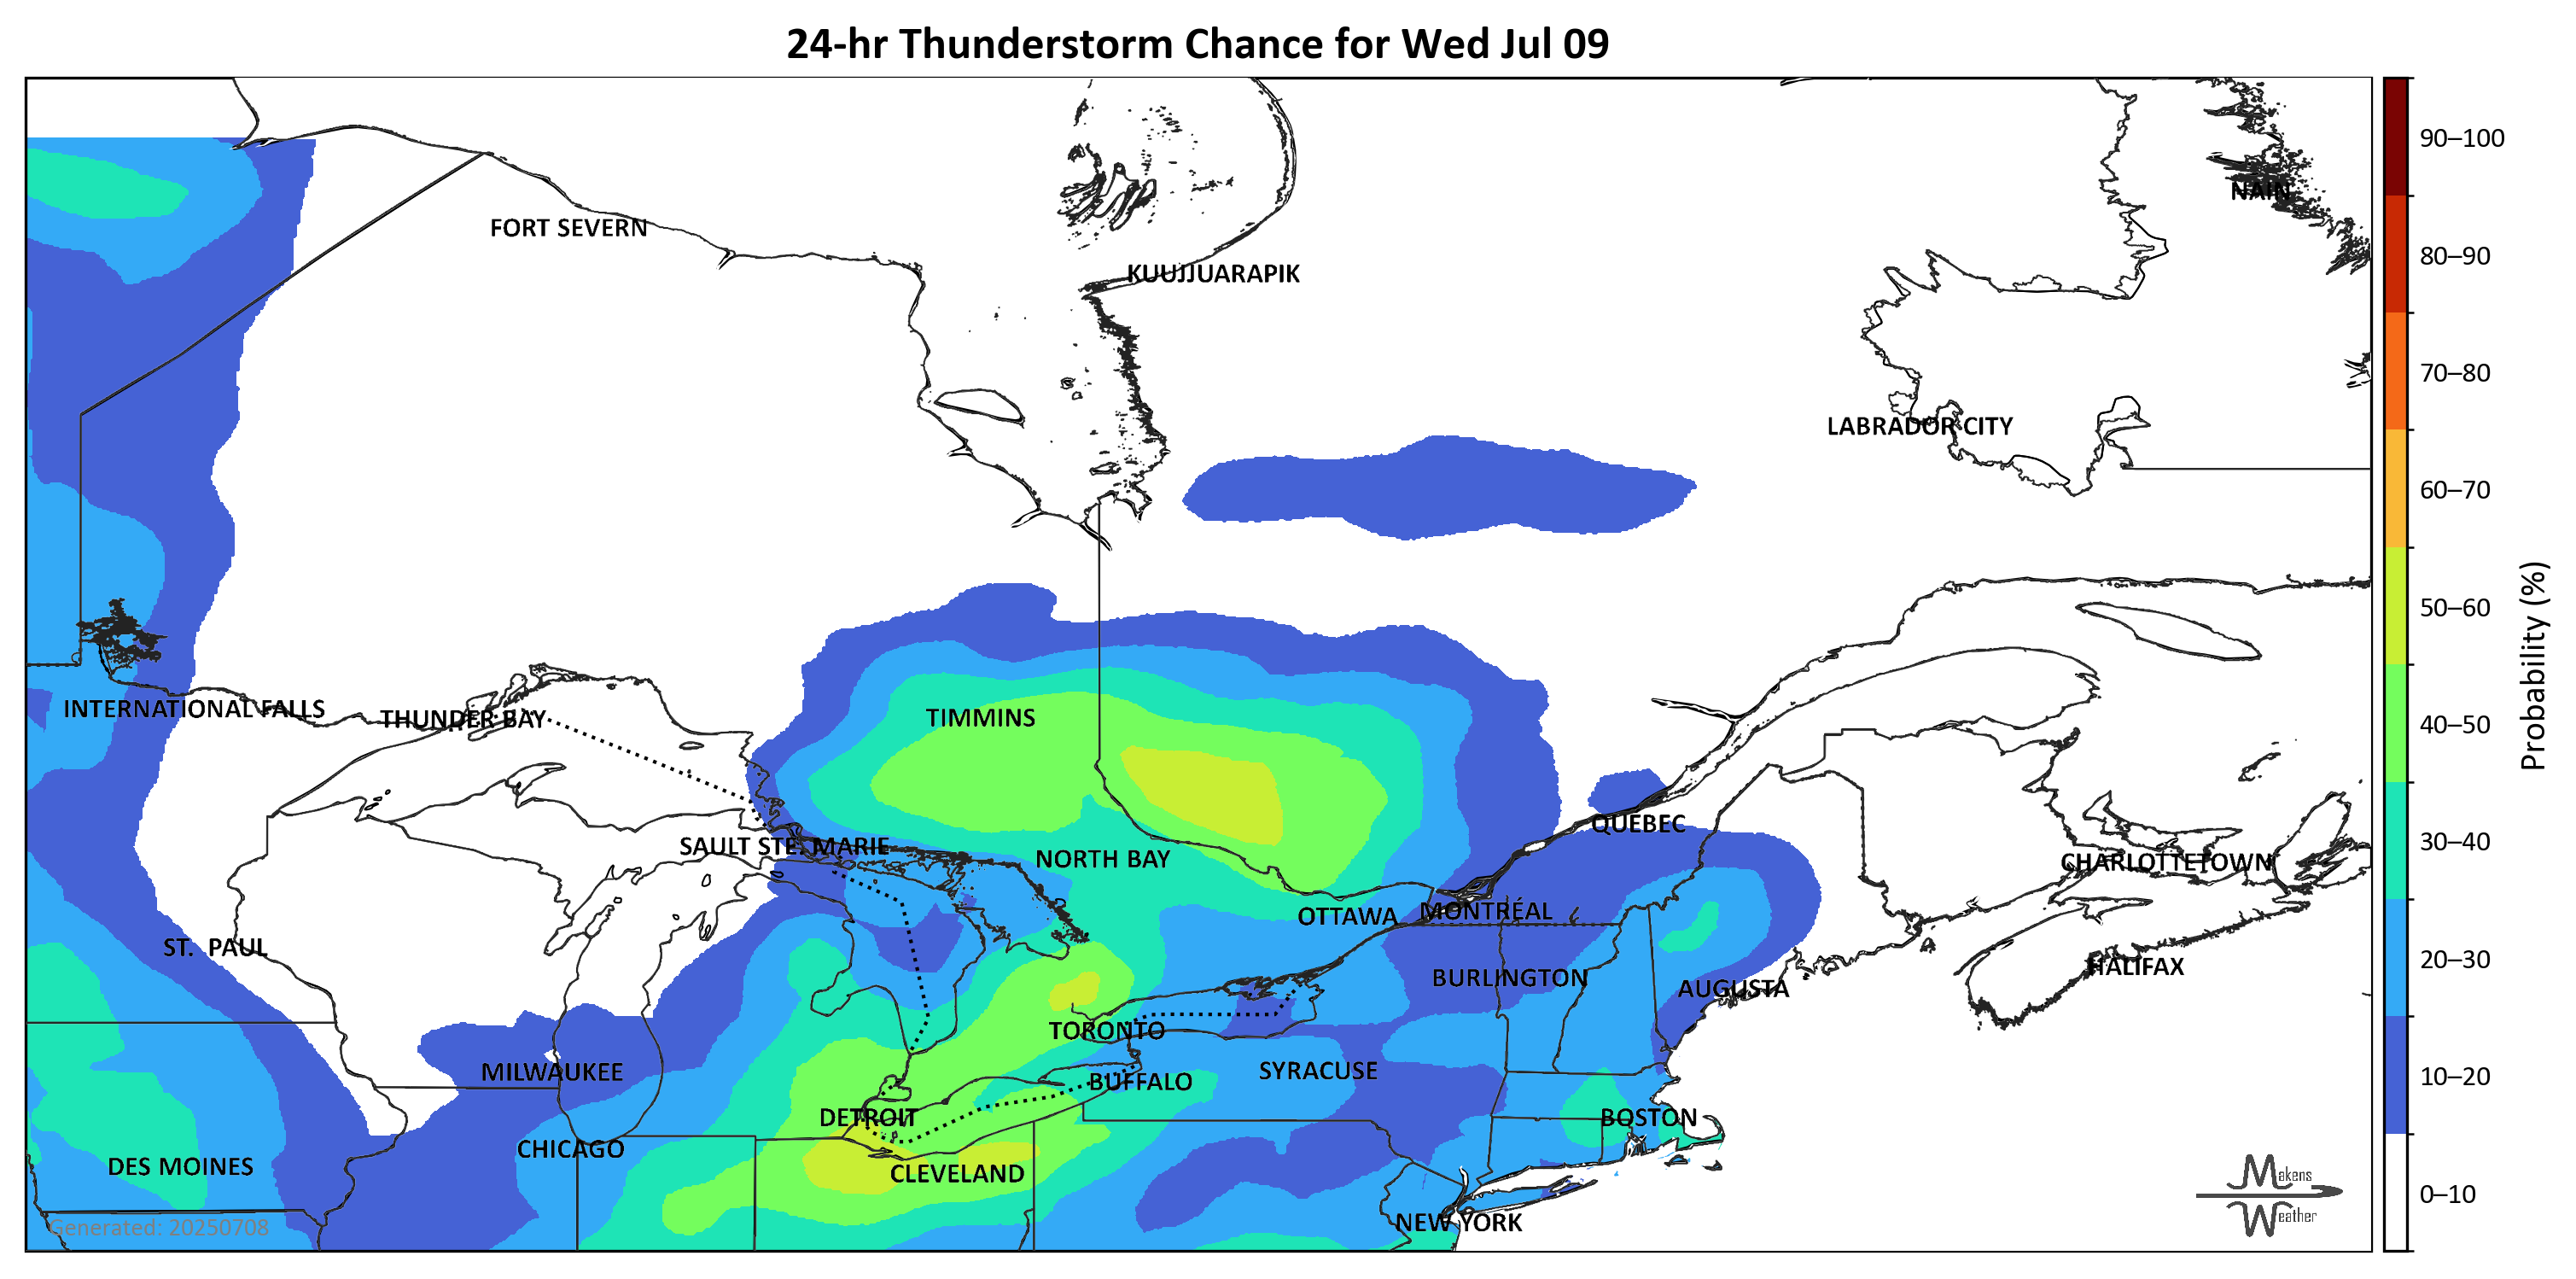 24-hr Thunderstorm Chance for Wed Jul 09
90–100
NAIN
FORT SEVERN
80–90
KUUJJUARAPIK
70–80
LABRADOR CITY
60–70
50–60
Probability (%)
INTERNATIONAL FALLS
THUNDER BAY
TIMMINS
40–50
QUEBEC
30–40
SAULT STE. MARIE
NORTH BAY
CHARLOTTETOWN
OTTAWA
MONTRÉAL
ST. PAUL
20–30
HALIFAX
BURLINGTON
AUGUSTA
TORONTO
MILWAUKEE
SYRACUSE
10–20
BUFFALO
DETROIT
BOSTON
CHICAGO
DES MOINES
CLEVELAND
Makens
Weather
0–10
NEW YORK
Generated: 20250708